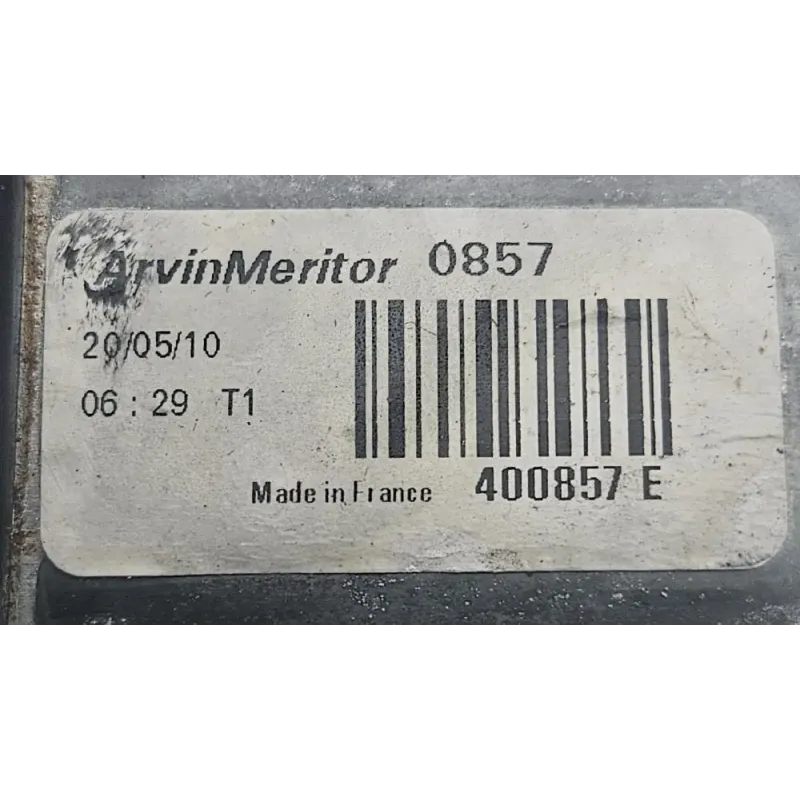 ArvinMeritor 0857
20/05/10
06 : 29 T1
Made in France 400857 E